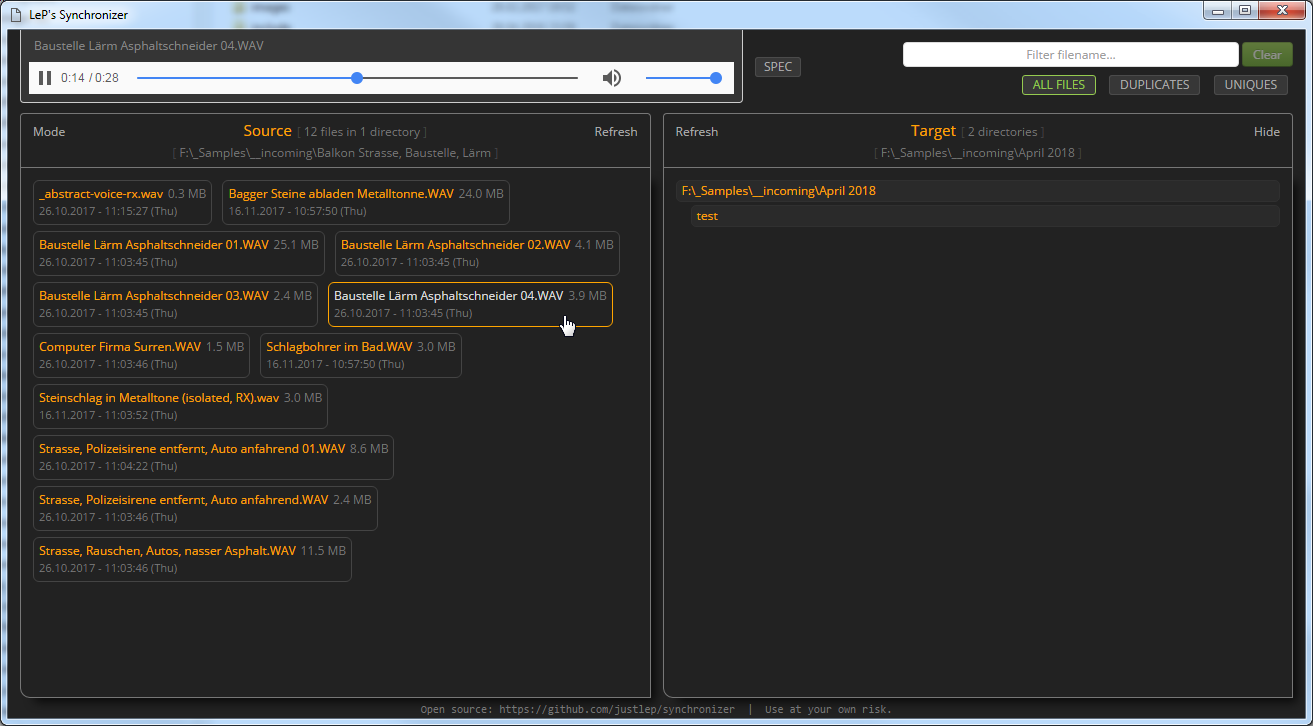 LeP's Synchronizer
Baustelle Lärm Asphaltschneider 04.WAV
0:14 / 0:28
SPEC
Filter filename...
Clear
ALL FILES
DUPLICATES
UNIQUES
Mode
Source [ 12 files in 1 directory ]
Refresh
[ F:\_Samples\__incoming\Balkon Strasse, Baustelle, Lärm ]
_abstract-voice-rx.wav 0.3 MB
26.10.2017 - 11:15:27 (Thu)
Bagger Steine abladen Metalltonne.WAV 24.0 MB
16.11.2017 - 10:57:50 (Thu)
Baustelle Lärm Asphaltschneider 01.WAV 25.1 MB
26.10.2017 - 11:03:45 (Thu)
Baustelle Lärm Asphaltschneider 02.WAV 4.1 MB
26.10.2017 - 11:03:45 (Thu)
Baustelle Lärm Asphaltschneider 03.WAV 2.4 MB
26.10.2017 - 11:03:45 (Thu)
Baustelle Lärm Asphaltschneider 04.WAV 3.9 MB
26.10.2017 - 11:03:45 (Thu)
Computer Firma Surren.WAV 1.5 MB
26.10.2017 - 11:03:46 (Thu)
Schlagbohrer im Bad.WAV 3.0 MB
16.11.2017 - 10:57:50 (Thu)
Steinschlag in Metalltone (isolated, RX).wav 3.0 MB
16.11.2017 - 11:03:52 (Thu)
Strasse, Polizeisirene entfernt, Auto anfahrend 01.WAV 8.6 MB
26.10.2017 - 11:04:22 (Thu)
Strasse, Polizeisirene entfernt, Auto anfahrend.WAV 2.4 MB
26.10.2017 - 11:03:46 (Thu)
Strasse, Rauschen, Autos, nasser Asphalt.WAV 11.5 MB
26.10.2017 - 11:03:46 (Thu)
Refresh
Target [ 2 directories ]
Hide
[ F:\_Samples\__incoming\April 2018 ]
F:\_Samples\__incoming\April 2018
test
Open source: https://github.com/justlep/synchronizer | Use at your own risk.